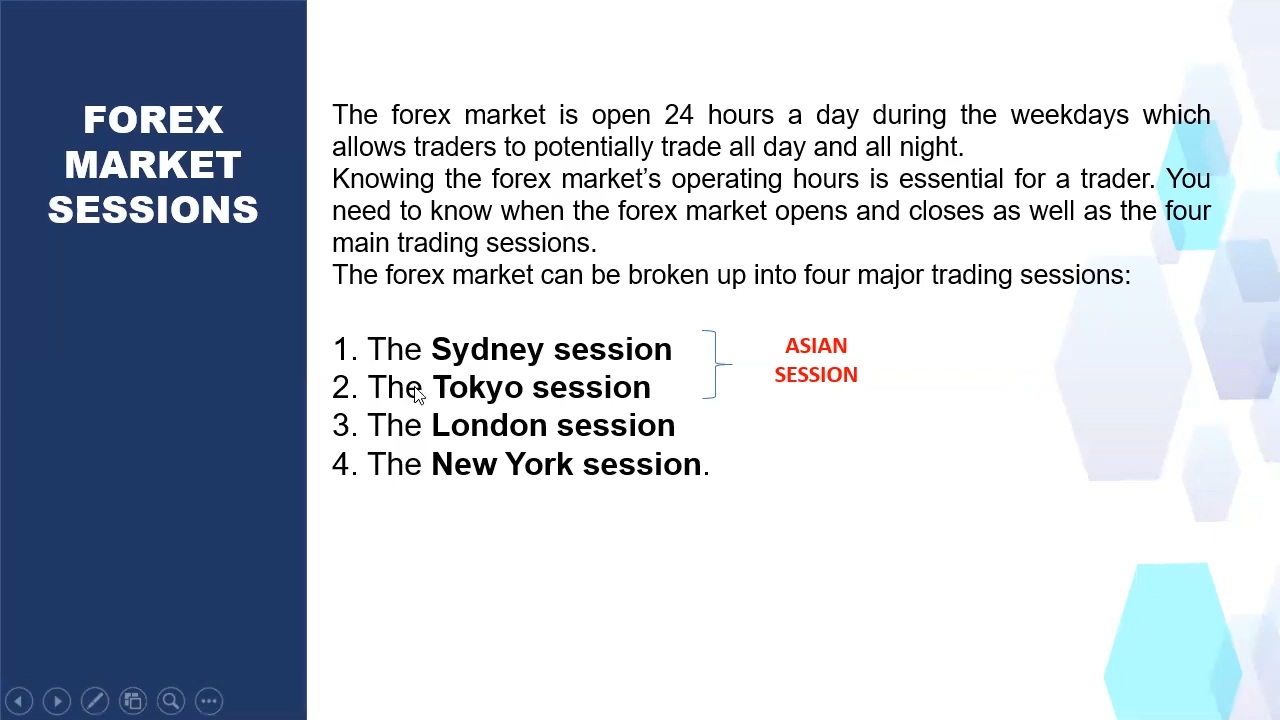 FOREX
MARKET
SESSIONS
The forex market is open 24 hours a day during the weekdays which
allows traders to potentially trade all day and all night.
Knowing the forex market’s operating hours is essential for a trader. You
need to know when the forex market opens and closes as well as the four
main trading sessions.
The forex market can be broken up into four major trading sessions:
1. The Sydney session
2. The Tokyo session
3. The London session
4. The New York session.
ASIAN
SESSION